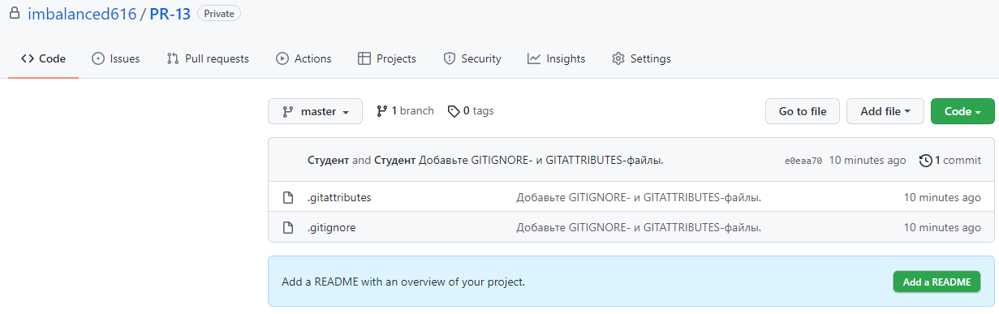 imbalanced616 / PR-13 Private
Code Issues Pull requests Actions Projects Security Insights Settings
master 1 branch 0 tags Go to file Add file Code
Студент and Студент Добавьте GITIGNORE- и GITATTRIBUTES-файлы. e0eaa70 10 minutes ago 1 commit
.gitattributes Добавьте GITIGNORE- и GITATTRIBUTES-файлы. 10 minutes ago
.gitignore Добавьте GITIGNORE- и GITATTRIBUTES-файлы. 10 minutes ago
Add a README with an overview of your project. Add a README